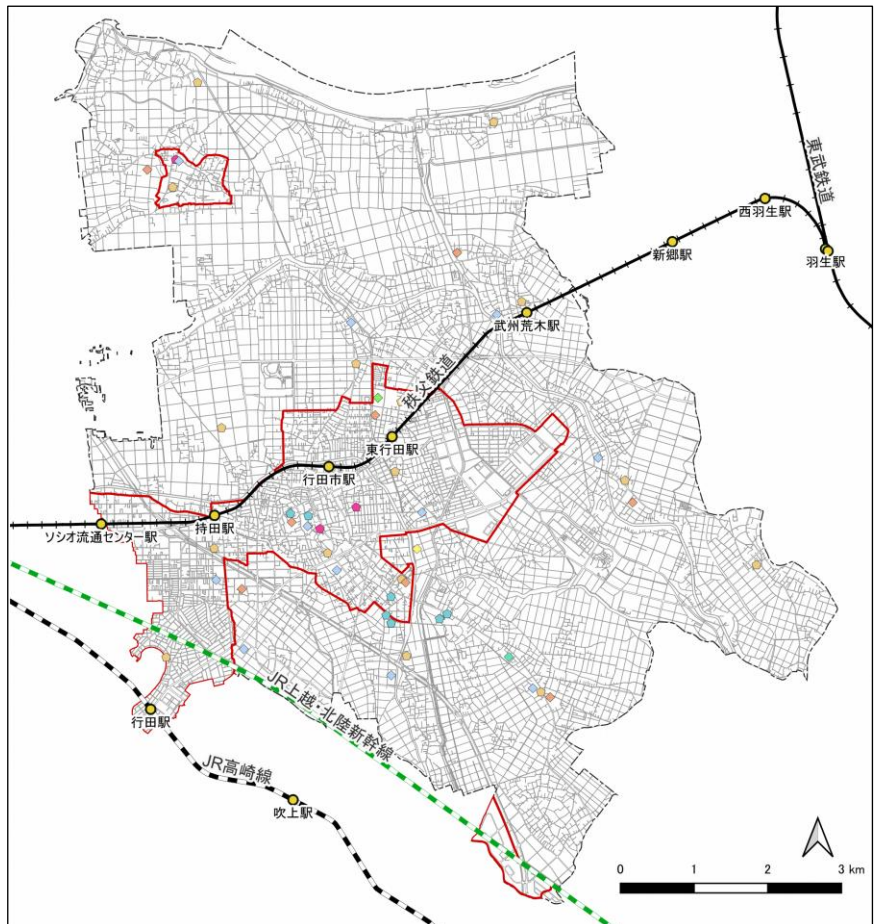 東武鉄道
西羽生駅
新郷駅
羽生駅
武州荒木駅
秩父鉄道
東行田駅
行田市駅
持田駅
ソシオ流通センター駅
JR上越・北陸新幹線
行田駅
JR高崎線
吹上駅
0 1 2 3 km